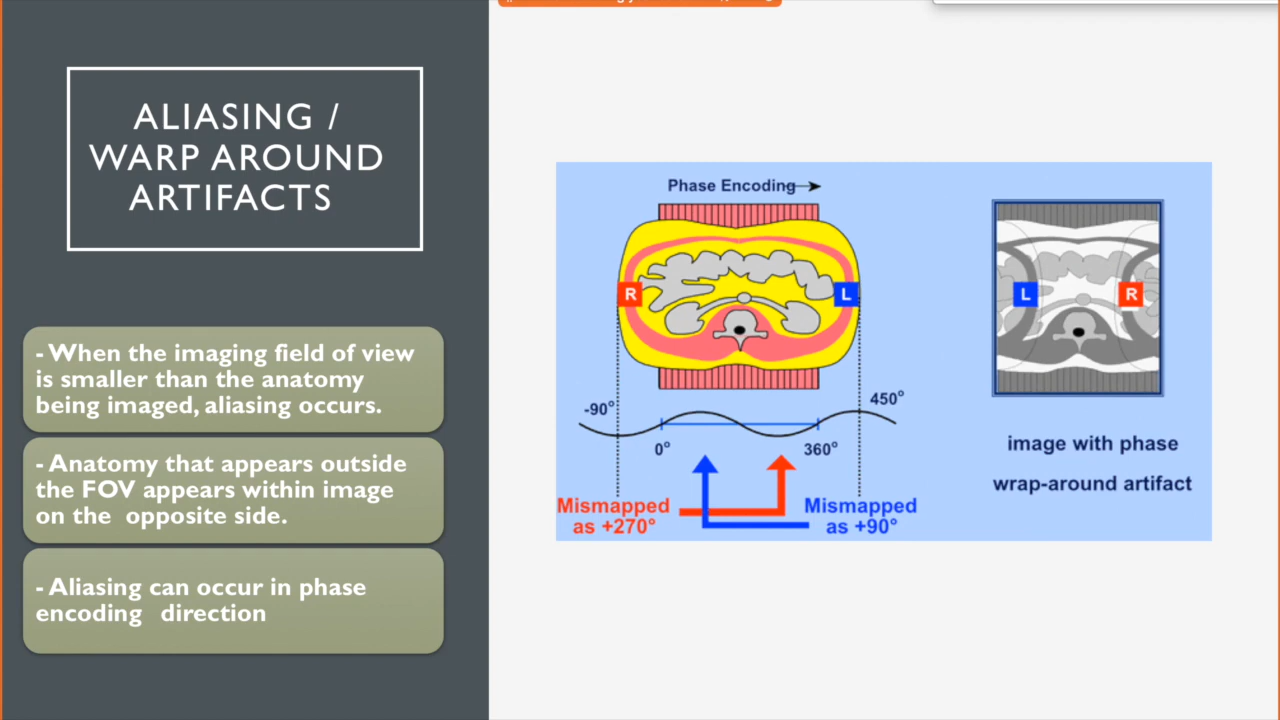 ALIASING /
WARP AROUND
ARTIFACTS
- When the imaging field of view
is smaller than the anatomy
being imaged, aliasing occurs.
- Anatomy that appears outside
the FOV appears within image
on the  opposite side.
- Aliasing can occur in phase
encoding   direction
Phase Encoding
R
L
-90°
450°
0°
360°
Mismapped
as +270°
Mismapped
as +90°
L
R
image with phase
wrap-around artifact